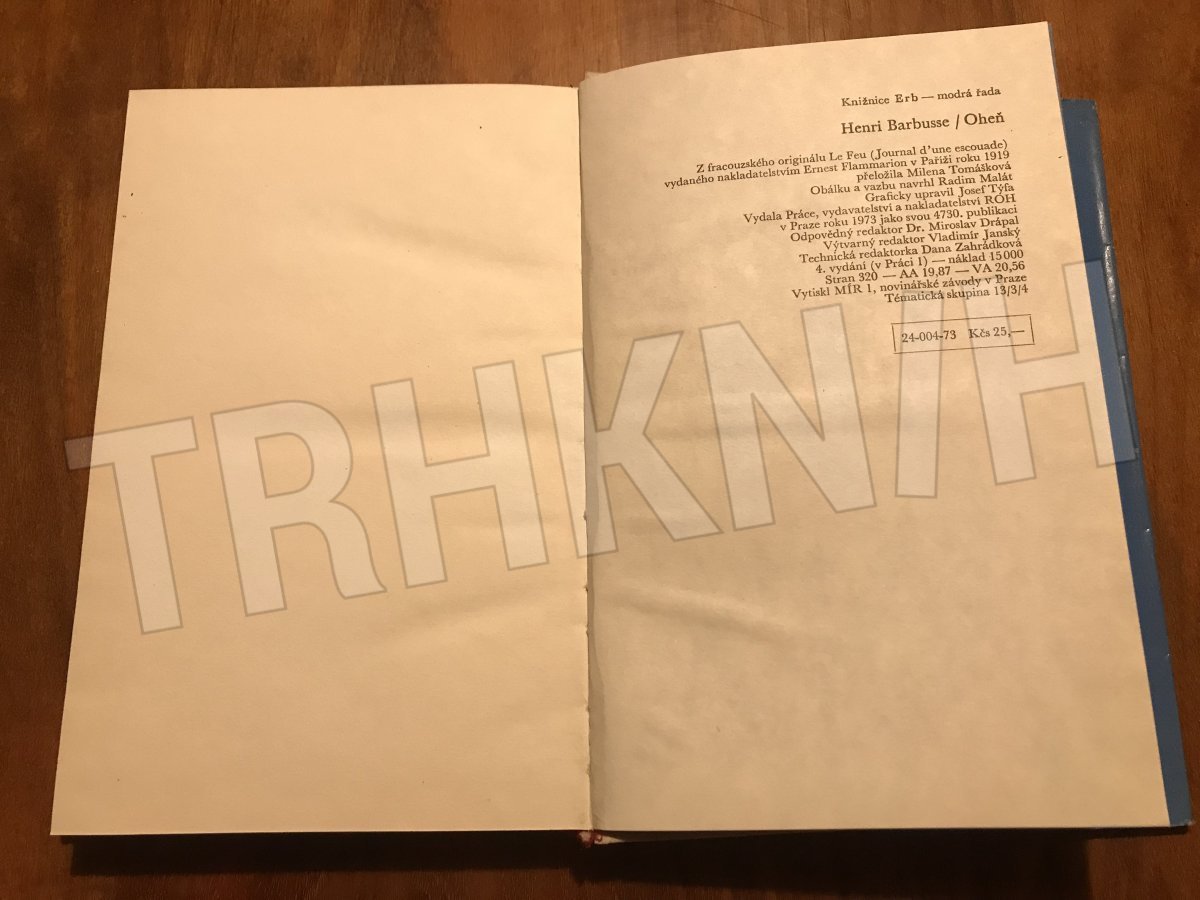 Knižnice Erb — modrá řada
Henri Barbusse / Oheň
Z fracouzského originálu Le Feu (Journal d'une escouade)
vydaného nakladatelstvím Ernest Flammarion v Paříži roku 1919
přeložila Milena Tomášková
Obálku a vazbu navrhl Radim Malát
Graficky upravil Josef Týfa
Vydala Práce, vydavatelství a nakladatelství ROH
v Praze roku 1973 jako svou 4730. publikaci
Odpovědný redaktor Dr. Miroslav Drápal
Výtvarný redaktor Vladimír Janský
Technická redaktorka Dana Zahrádková
4. vydání (v Práci 1) — náklad 15000
Stran 320 — AA 19,87 — VA 20,56
Vytiskl MÍR 1, novinářské závody v Praze
Tématická skupina 13/3/4
24-004-73 Kčs 25,—
TRHKNIH